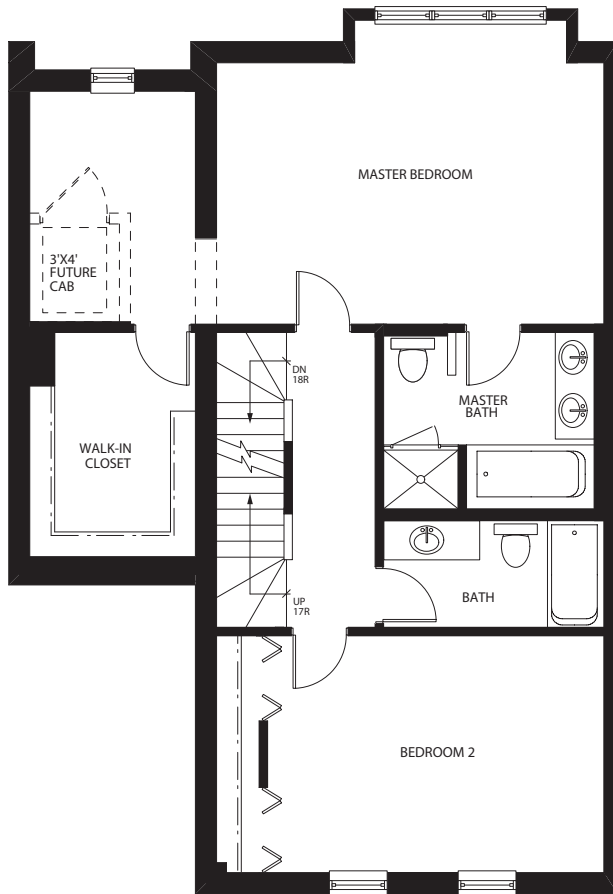 MASTER BEDROOM
3'X4'
FUTURE
CAB
DN
18R
MASTER
BATH
WALK-IN
CLOSET
UP
17R
BATH
BEDROOM 2